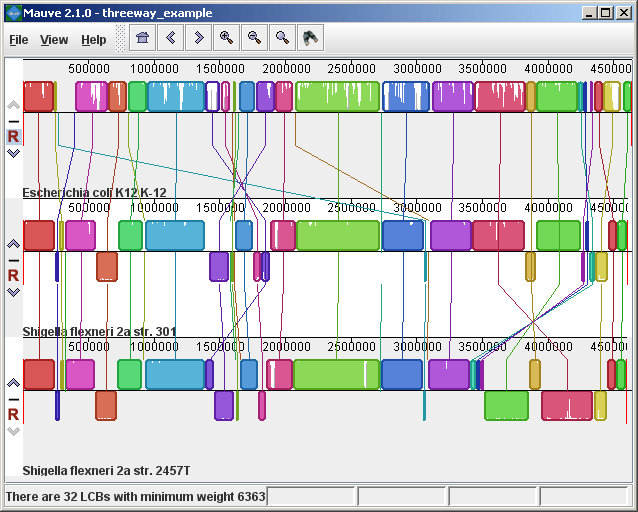 Mauve 2.1.0 - threeway_example
File View Help
500000 1000000 1500000 2000000 2500000 3000000 3500000 4000000 450000
R
Escherichia coli K12 K-12
500000 1000000 1500000 2000000 2500000 3000000 3500000 4000000 450000
R
Shigella flexneri 2a str. 301
500000 1000000 1500000 2000000 2500000 3000000 3500000 4000000 450000
R
Shigella flexneri 2a str. 2457T
There are 32 LCBs with minimum weight 6363